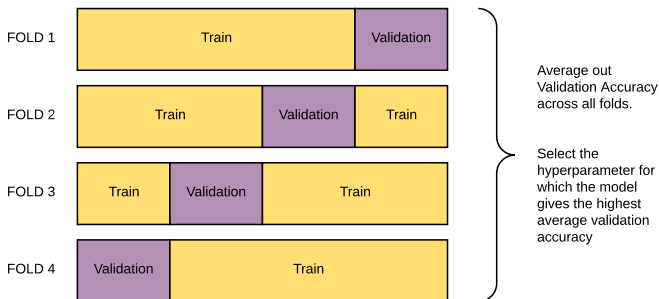 FOLD 1 Train Validation
FOLD 2 Train Validation Train
FOLD 3 Train Validation Train
FOLD 4 Validation Train
Average out
Validation Accuracy
across all folds.
Select the
hyperparameter for
which the model
gives the highest
average validation
accuracy